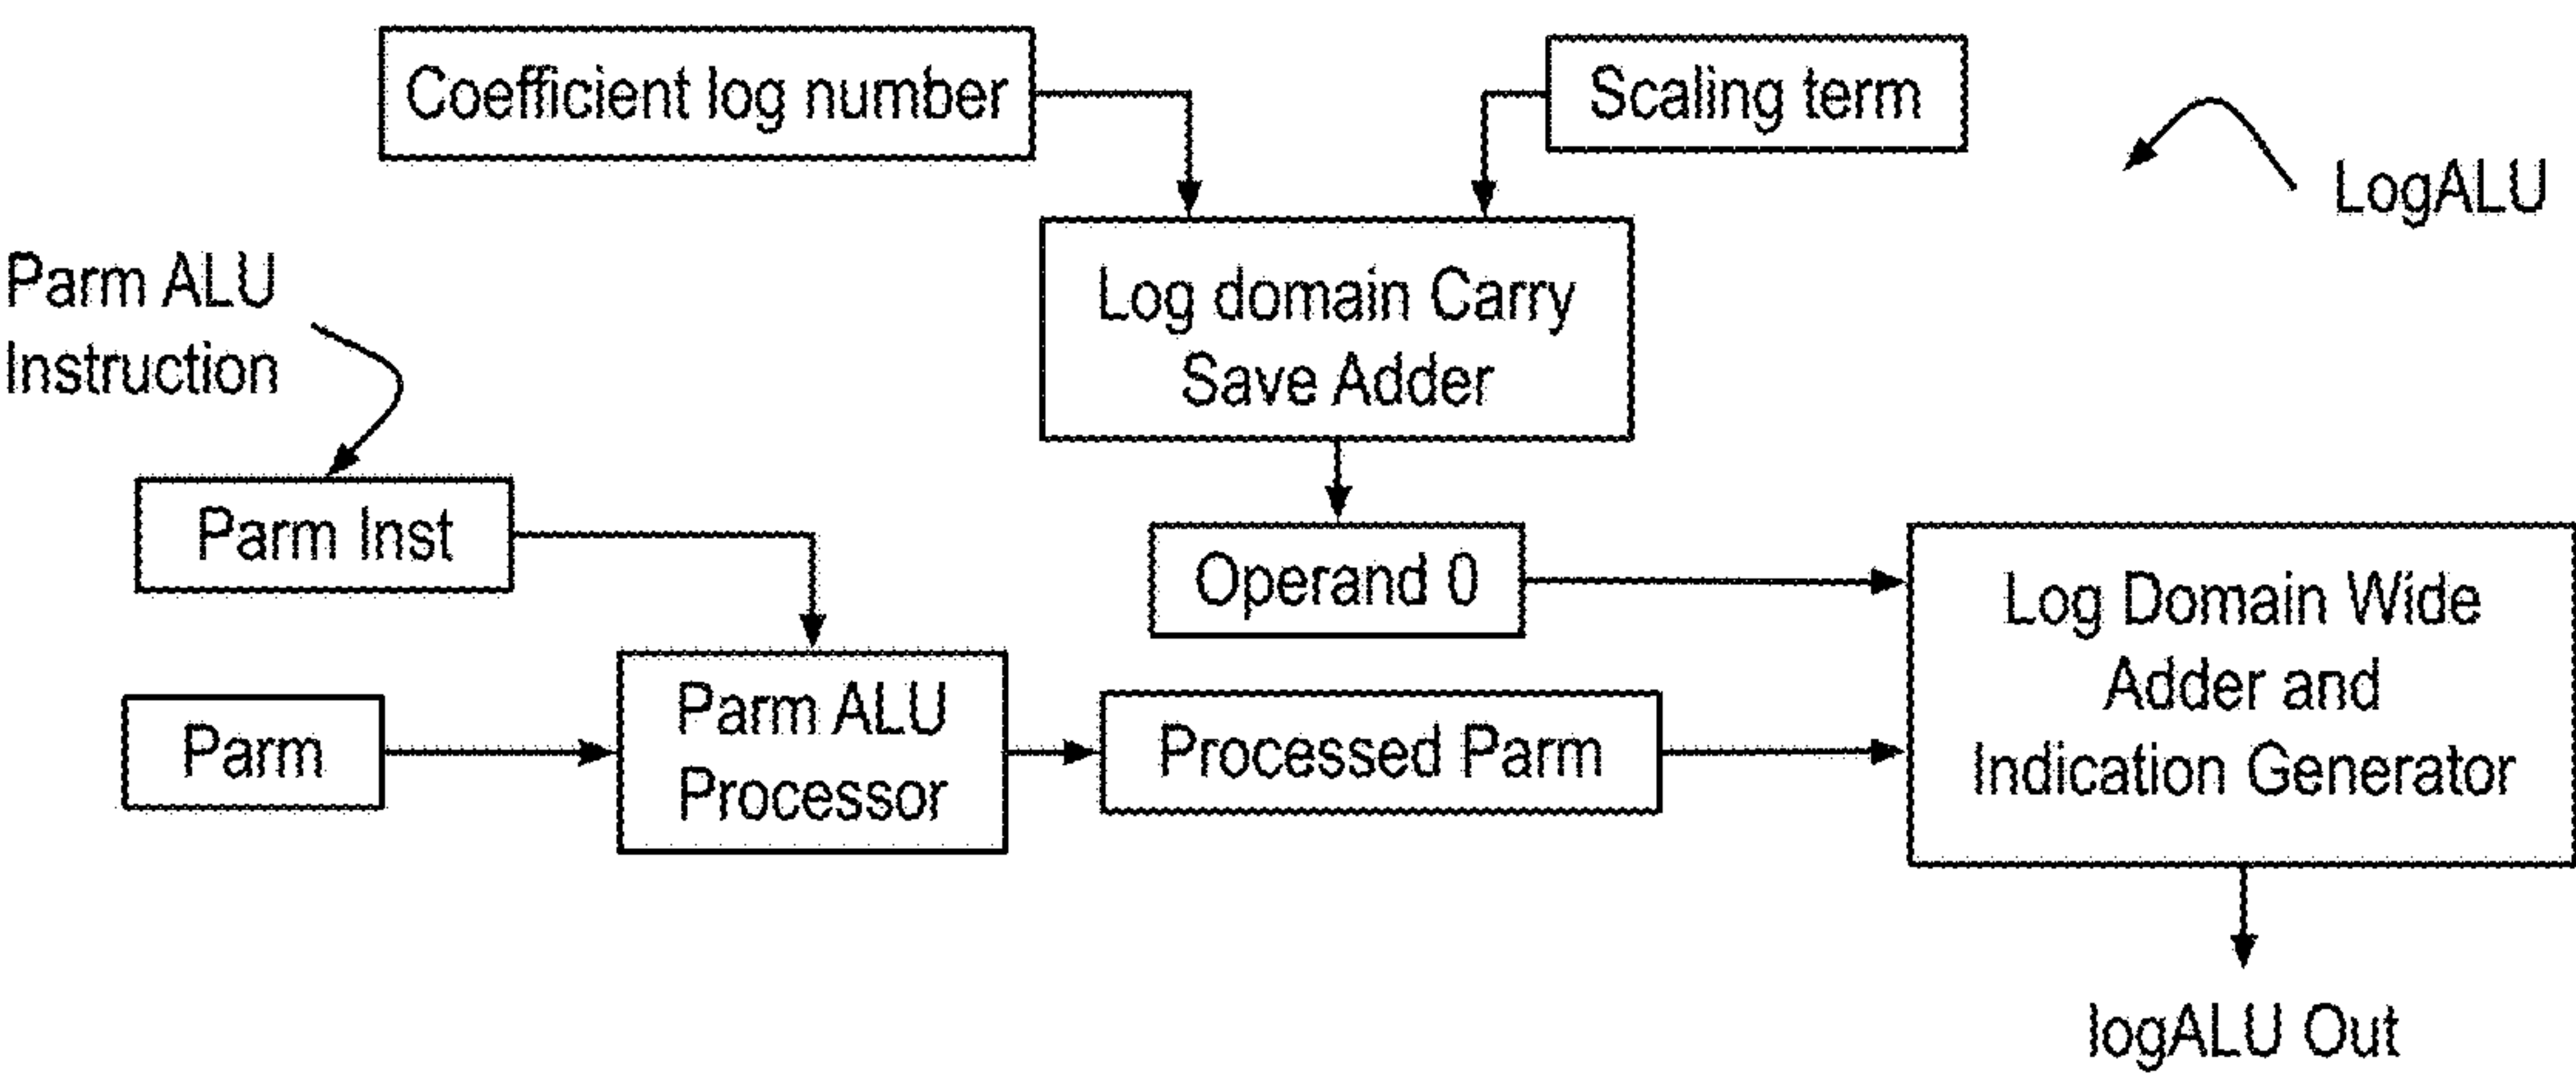 Coefficient log number
Scaling term
LogALU
Log domain Carry
Save Adder
Parm ALU
Instruction
Parm Inst
Operand 0
Log Domain Wide
Adder and
Indication Generator
Parm
Parm ALU
Processor
Processed Parm
logALU Out